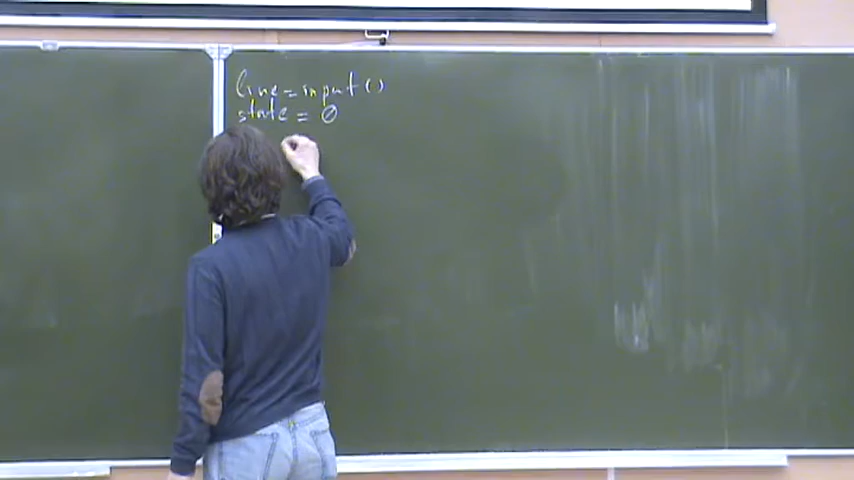 line = input()
state = 0